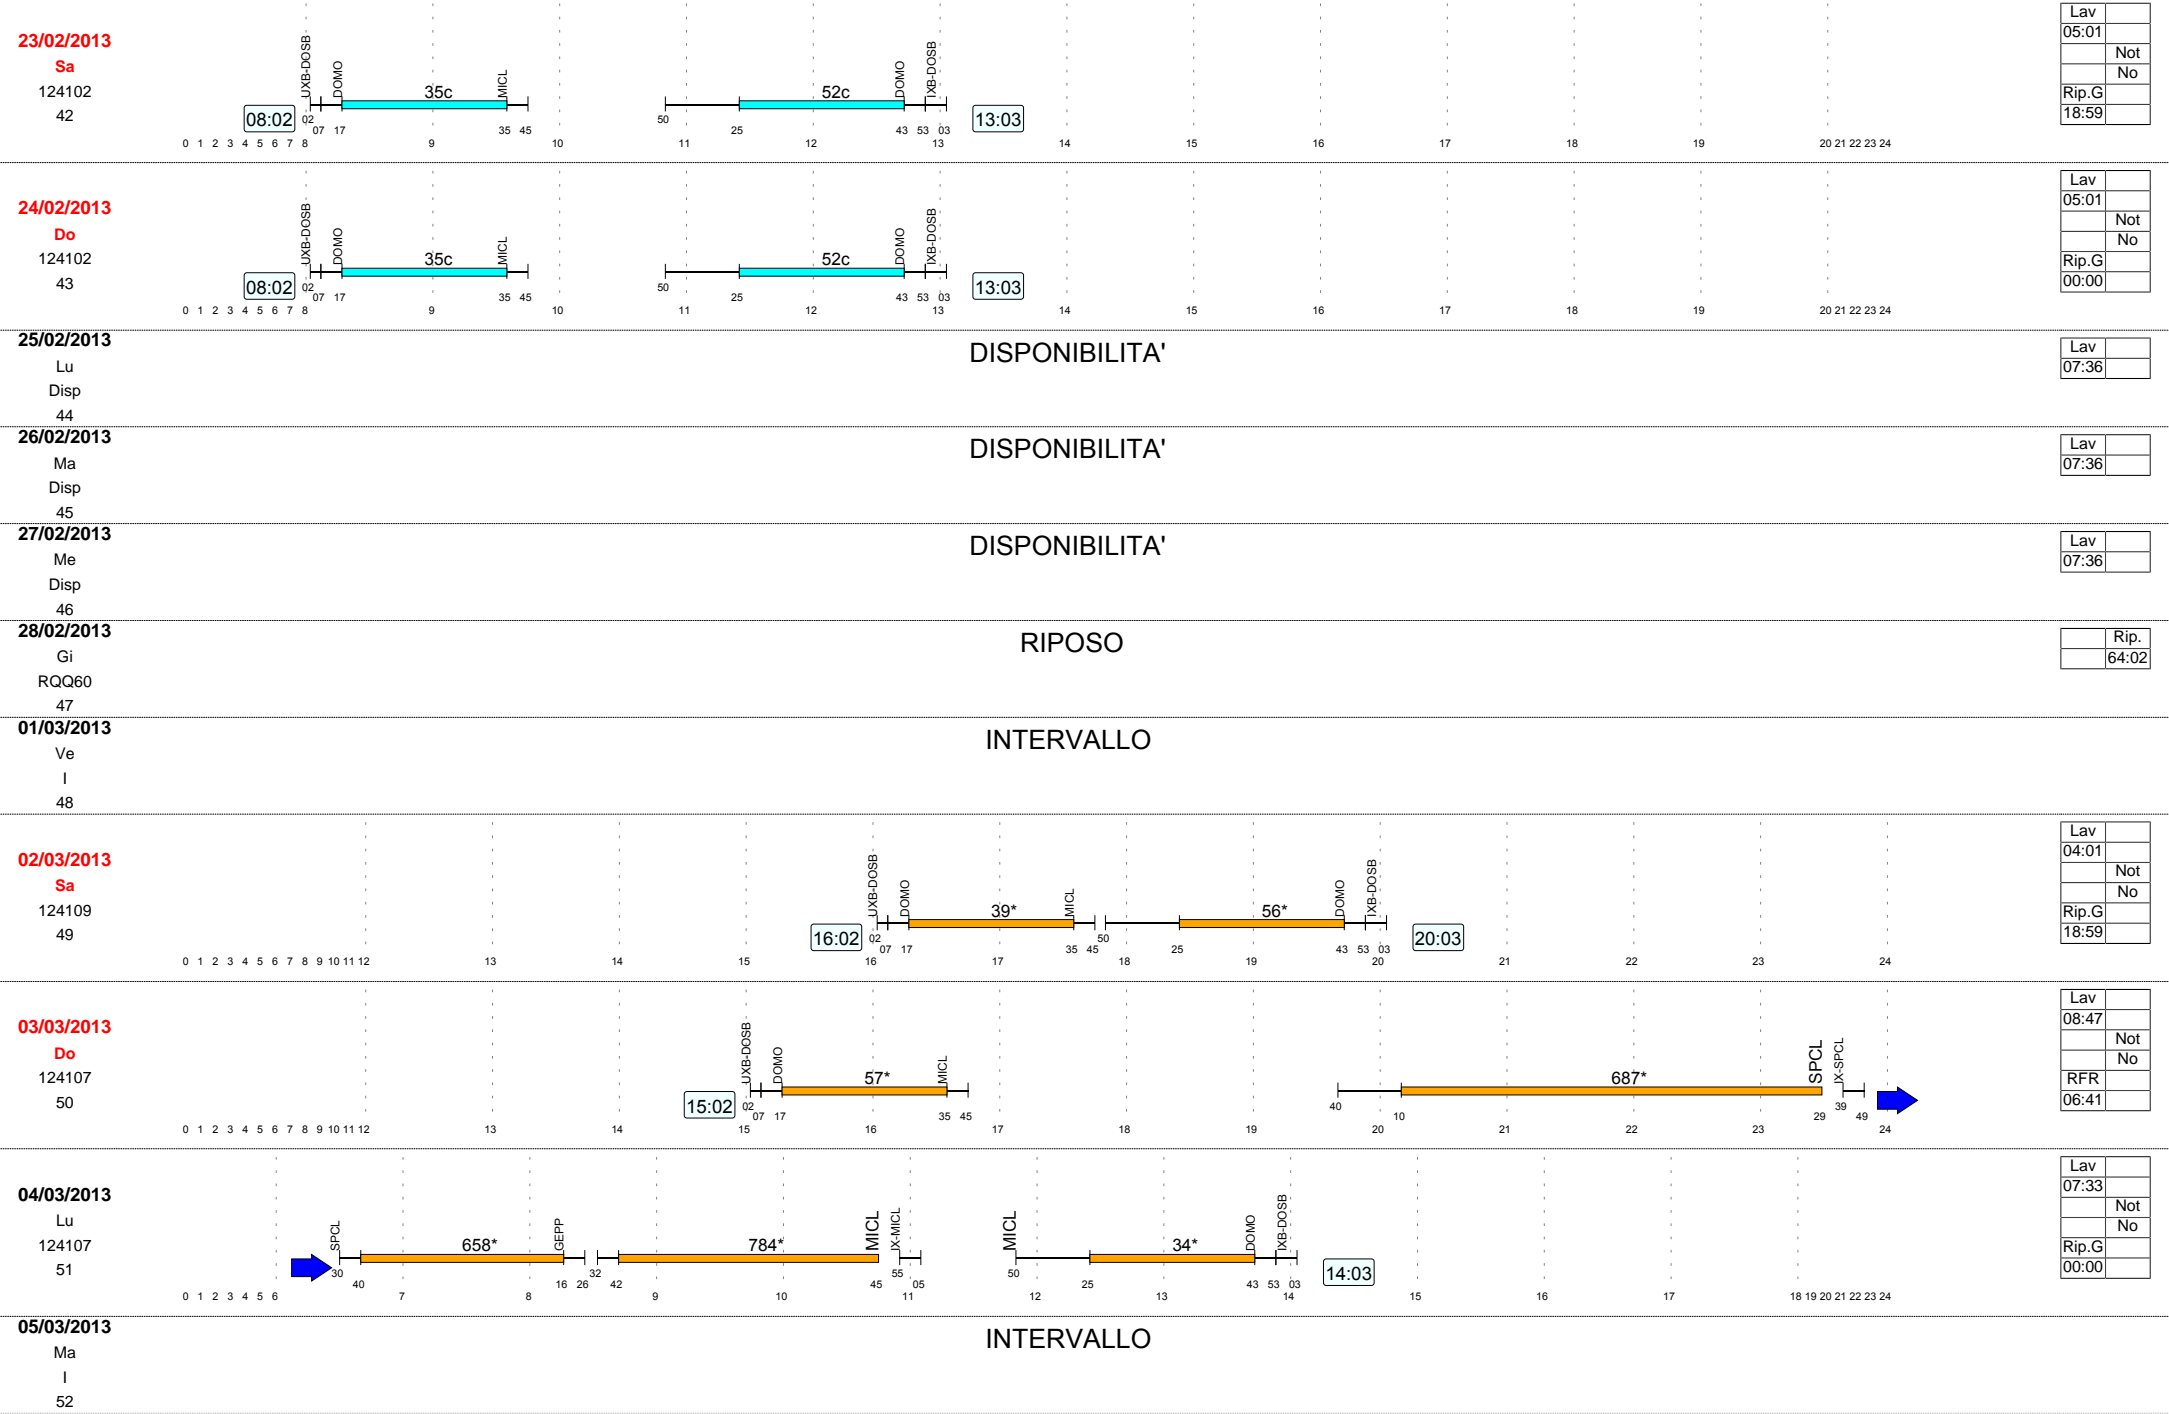 23/02/2013
Sa
124102
42
UXB-DOSB DOMO 35c MICL 52c DOMO IXB-DOSB
08:02 02 07 17 35 45 50 25 43 53 03 13:03
0 1 2 3 4 5 6 7 8 9 10 11 12 13 14 15 16 17 18 19 20 21 22 23 24
Lav
05:01
Not
No
Rip.G
18:59
24/02/2013
Do
124102
43
UXB-DOSB DOMO 35c MICL 52c DOMO IXB-DOSB
08:02 02 07 17 35 45 50 25 43 53 03 13:03
0 1 2 3 4 5 6 7 8 9 10 11 12 13 14 15 16 17 18 19 20 21 22 23 24
Lav
05:01
Not
No
Rip.G
00:00
25/02/2013
Lu
Disp
44
DISPONIBILITA'
Lav
07:36
26/02/2013
Ma
Disp
45
DISPONIBILITA'
Lav
07:36
27/02/2013
Me
Disp
46
DISPONIBILITA'
Lav
07:36
28/02/2013
Gi
RQQ60
47
RIPOSO
Rip.
64:02
01/03/2013
Ve
I
48
INTERVALLO
02/03/2013
Sa
124109
49
UXB-DOSB DOMO 39* MICL 56* DOMO IXB-DOSB
16:02 02 07 17 35 45 50 25 43 53 03 20:03
0 1 2 3 4 5 6 7 8 9 10 11 12 13 14 15 16 17 18 19 20 21 22 23 24
Lav
04:01
Not
No
Rip.G
18:59
03/03/2013
Do
124107
50
UXB-DOSB DOMO 57* MICL 687* SPCL IX-SPCL
15:02 02 07 17 35 45 40 10 29 39 49
0 1 2 3 4 5 6 7 8 9 10 11 12 13 14 15 16 17 18 19 20 21 22 23 24
Lav
08:47
Not
No
RFR
06:41
04/03/2013
Lu
124107
51
SPCL 658* GEPP 784* MICL IX-MICL MICL 34* DOMO IXB-DOSB
30 40 16 26 32 42 45 55 05 50 25 43 53 03 14:03
0 1 2 3 4 5 6 7 8 9 10 11 12 13 14 15 16 17 18 19 20 21 22 23 24
Lav
07:33
Not
No
Rip.G
00:00
05/03/2013
Ma
I
52
INTERVALLO